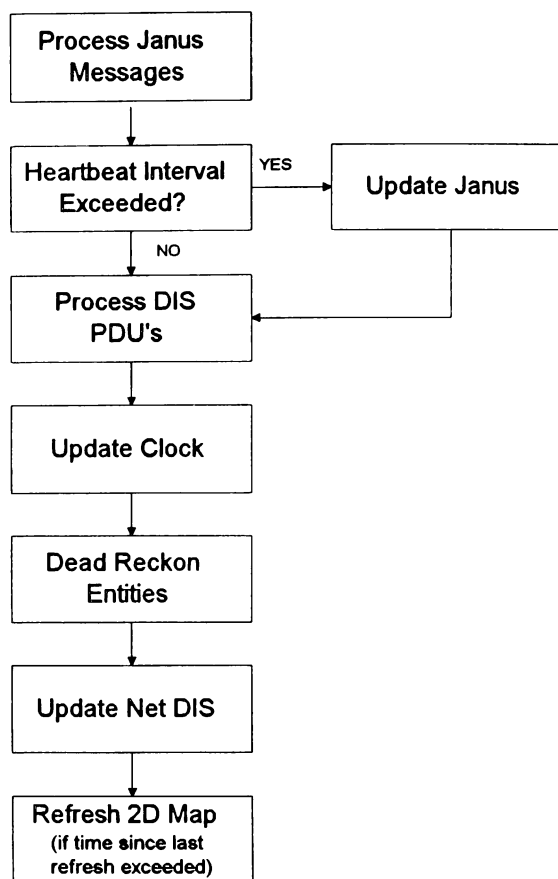 Process Janus
Messages
Heartbeat Interval
Exceeded?
YES
Update Janus
NO
Process DIS
PDU's
Update Clock
Dead Reckon
Entities
Update Net DIS
Refresh 2D Map
(if time since last
refresh exceeded)